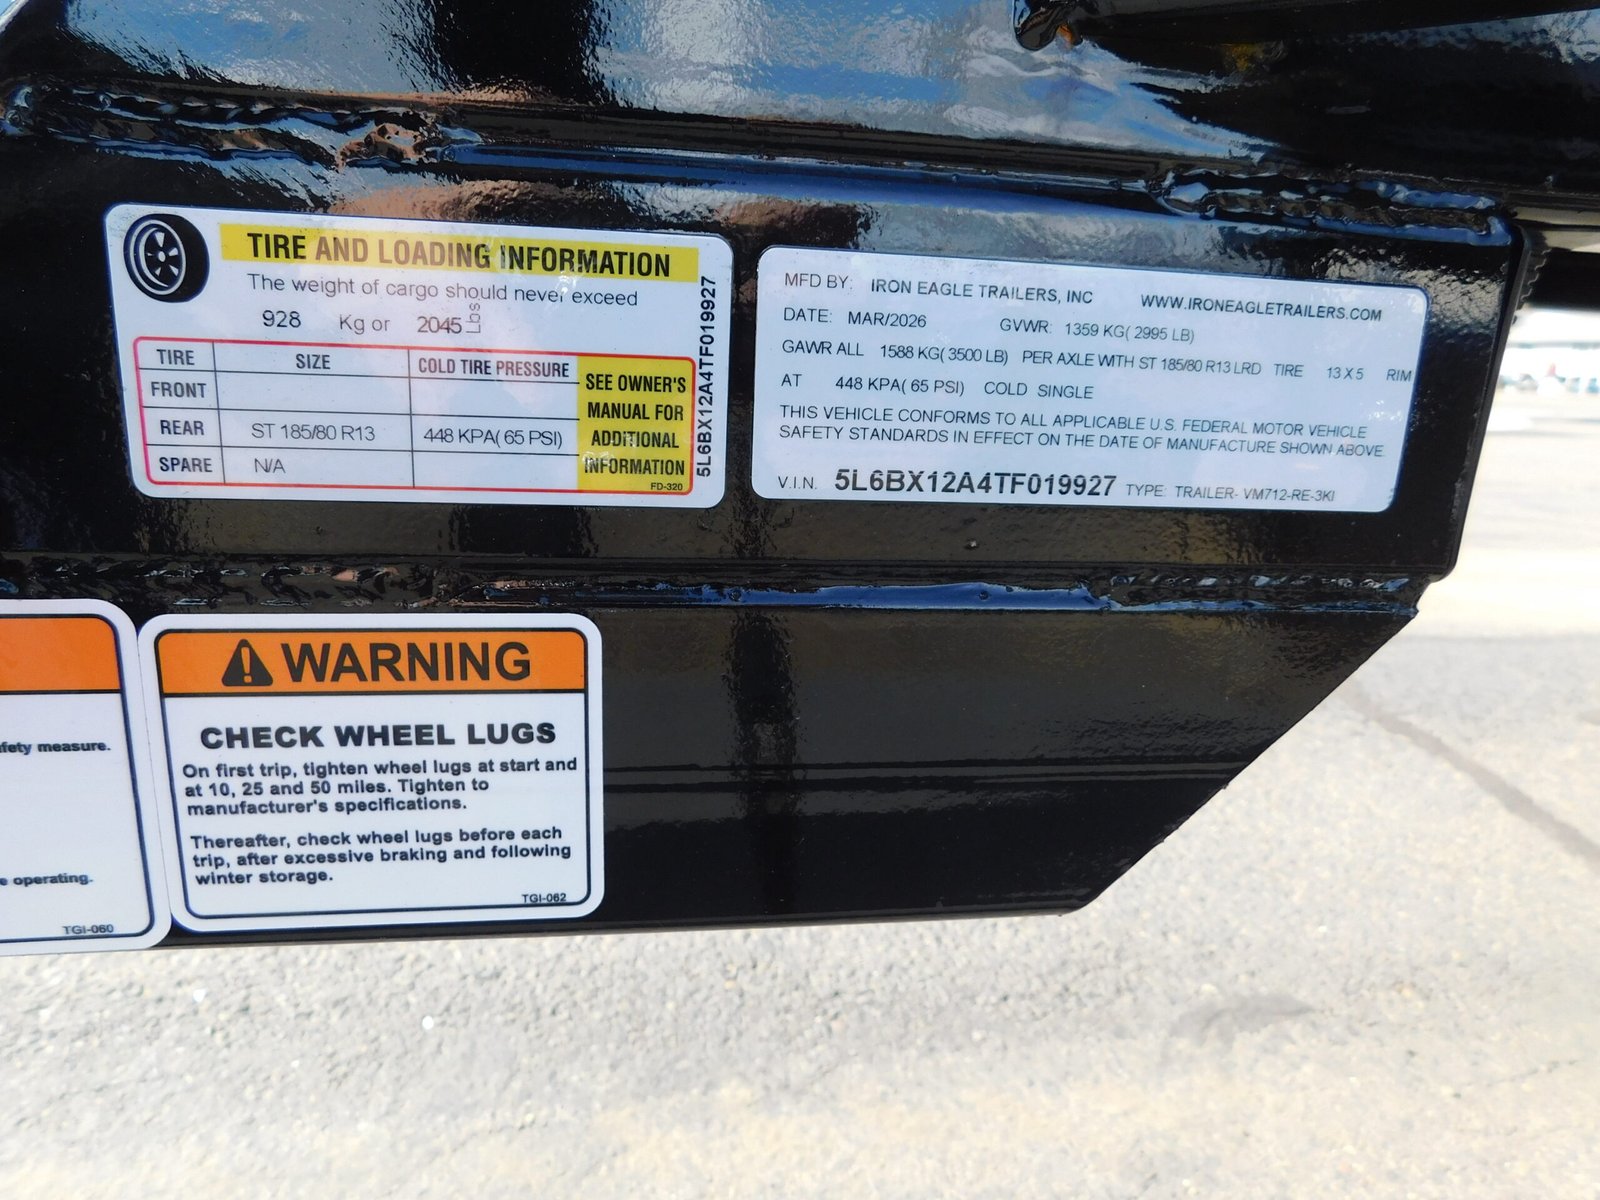 TIRE AND LOADING INFORMATION
The weight of cargo should never exceed
928 Kg or 2045 Lbs
TIRE SIZE COLD TIRE PRESSURE
FRONT
REAR ST 185/80 R13 448 KPA( 65 PSI)
SPARE N/A
SEE OWNER'S
MANUAL FOR
ADDITIONAL
INFORMATION
FD-320
5L6BX12A4TF019927
MFD BY: IRON EAGLE TRAILERS, INC WWW.IRONEAGLETRAILERS.COM
DATE: MAR/2026 GVWR: 1359 KG( 2995 LB)
GAWR ALL 1588 KG( 3500 LB) PER AXLE WITH ST 185/80 R13 LRD TIRE 13 X 5 RIM
AT 448 KPA( 65 PSI) COLD SINGLE
THIS VEHICLE CONFORMS TO ALL APPLICABLE U.S. FEDERAL MOTOR VEHICLE
SAFETY STANDARDS IN EFFECT ON THE DATE OF MANUFACTURE SHOWN ABOVE.
V.I.N. 5L6BX12A4TF019927 TYPE: TRAILER- VM712-RE-3KI
measure.
operating.
TGI-060
WARNING
CHECK WHEEL LUGS
On first trip, tighten wheel lugs at start and
at 10, 25 and 50 miles. Tighten to
manufacturer's specifications.
Thereafter, check wheel lugs before each
trip, after excessive braking and following
winter storage.
TGI-062